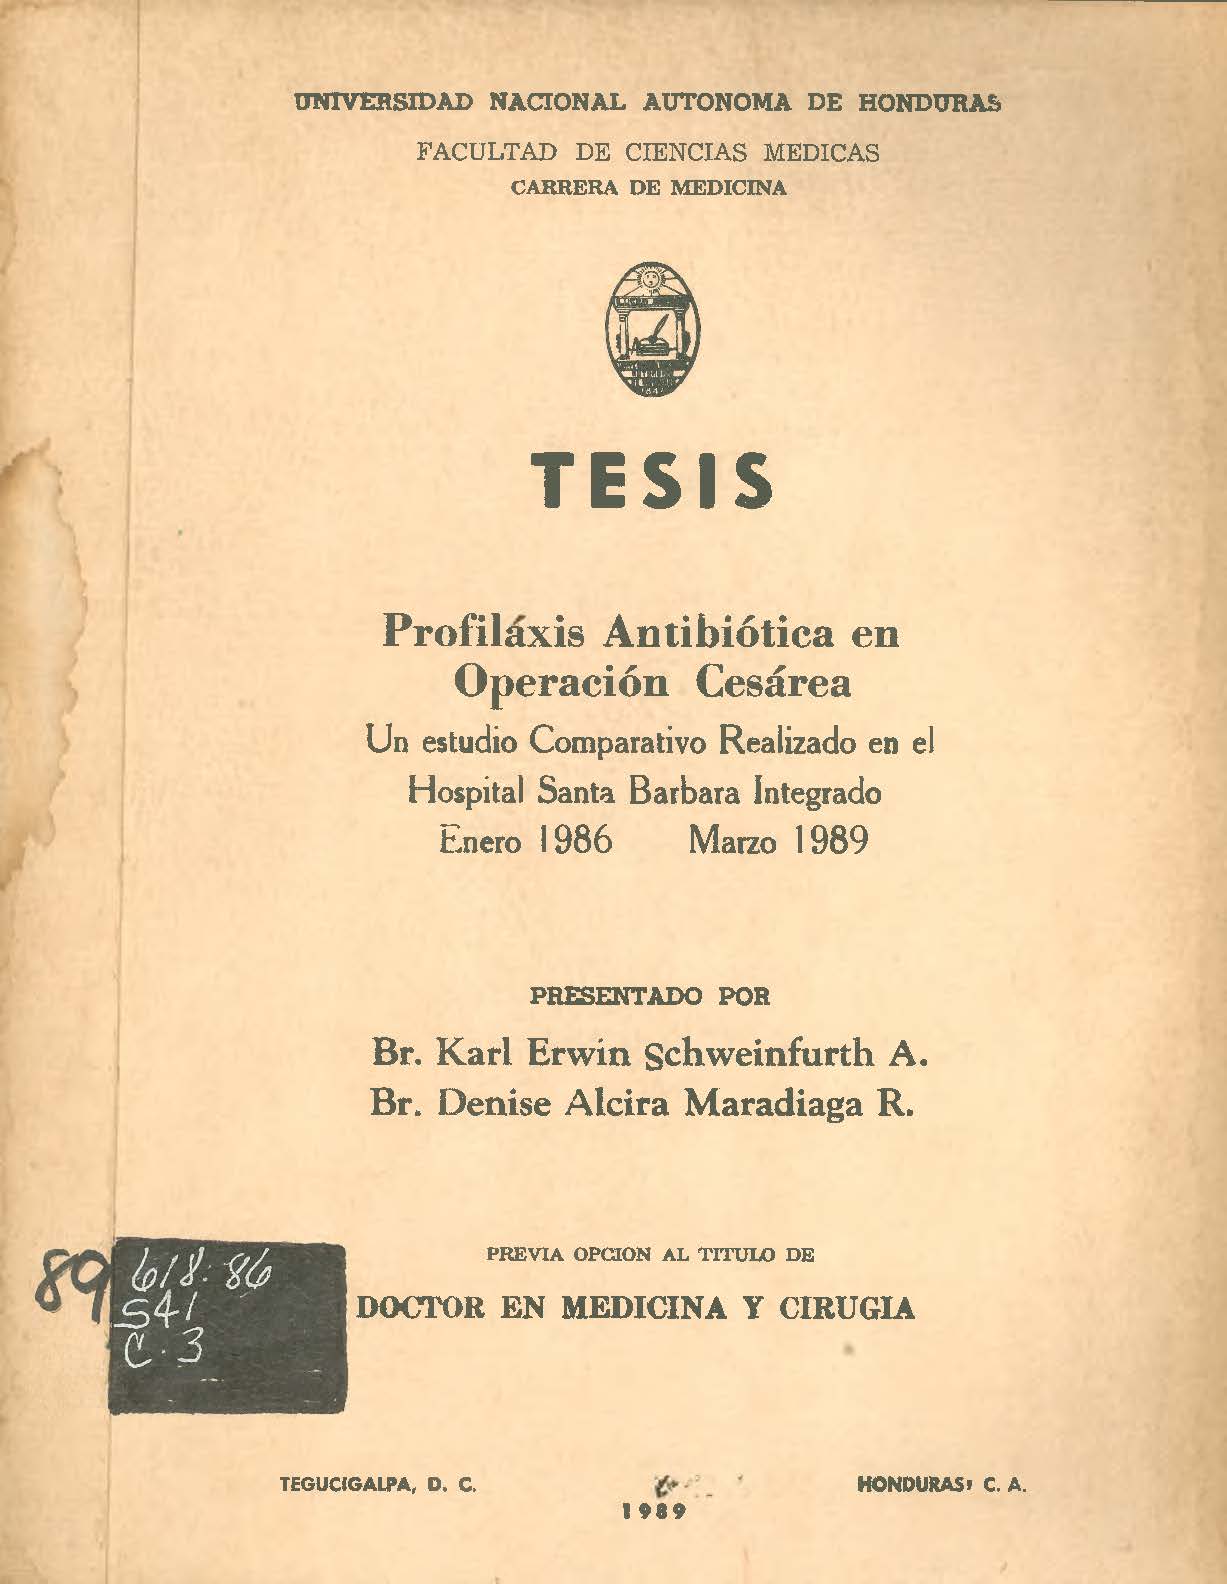 UNIVERSIDAD NACIONAL AUTONOMA DE HONDURAS
FACULTAD DE CIENCIAS MEDICAS
CARRERA DE MEDICINA
TESIS
Profiláxis Antibiótica en
Operación Cesárea
Un estudio Comparativo Realizado en el
Hospital Santa Barbara Integrado
Enero 1986 Marzo 1989
PRESENTADO POR
Br. Karl Erwin Schweinfurth A.
Br. Denise Alcira Maradiaga R.
PREVIA OPCION AL TITULO DE
DOCTOR EN MEDICINA Y CIRUGIA
89
618.86
S41
C.3
TEGUCIGALPA, D. C. HONDURAS, C. A.
1989